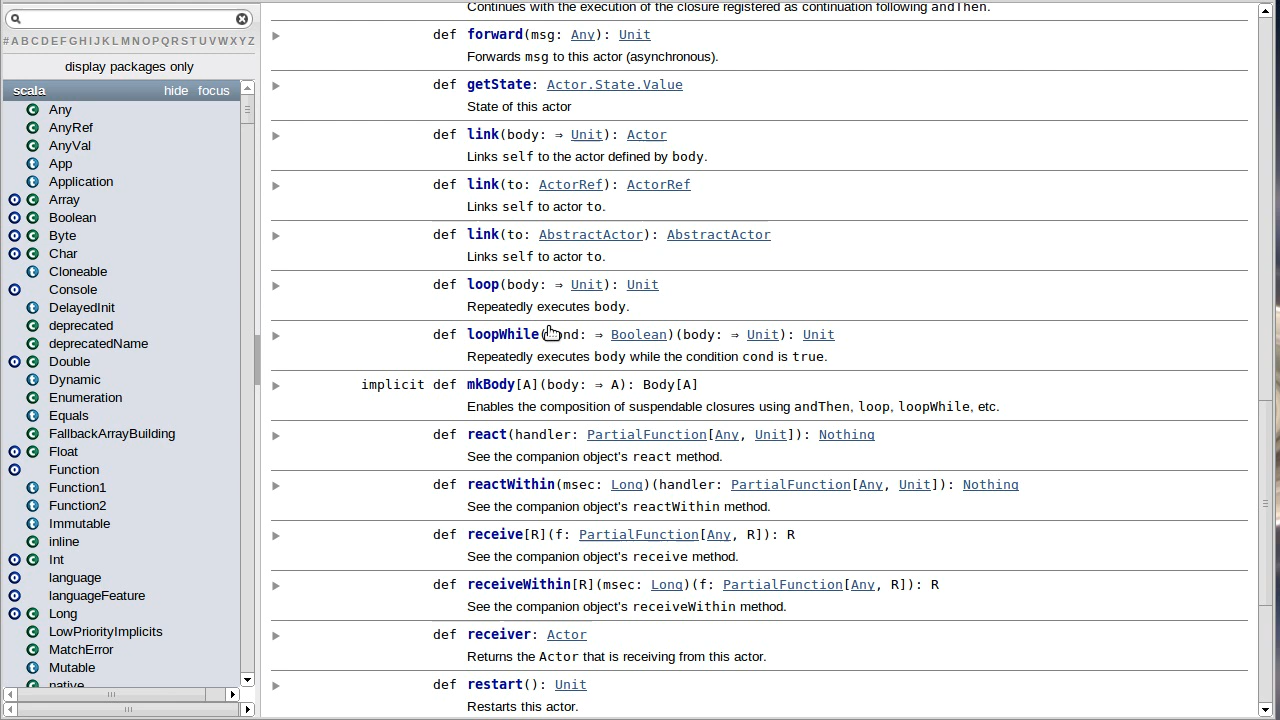 #ABCDEFGHIJKLMNOPQRSTUVWXYZ
display packages only
scala hide focus
Any
AnyRef
AnyVal
App
Application
Array
Boolean
Byte
Char
Cloneable
Console
DelayedInit
deprecated
deprecatedName
Double
Dynamic
Enumeration
Equals
FallbackArrayBuilding
Float
Function
Function1
Function2
Immutable
inline
Int
language
languageFeature
Long
LowPriorityImplicits
MatchError
Mutable
native
Continues with the execution of the closure registered as continuation following andThen.
def forward(msg: Any): Unit
Forwards msg to this actor (asynchronous).
def getState: Actor.State.Value
State of this actor
def link(body: ⇒ Unit): Actor
Links self to the actor defined by body.
def link(to: ActorRef): ActorRef
Links self to actor to.
def link(to: AbstractActor): AbstractActor
Links self to actor to.
def loop(body: ⇒ Unit): Unit
Repeatedly executes body.
def loopWhile(cond: ⇒ Boolean)(body: ⇒ Unit): Unit
Repeatedly executes body while the condition cond is true.
implicit def mkBody[A](body: ⇒ A): Body[A]
Enables the composition of suspendable closures using andThen, loop, loopWhile, etc.
def react(handler: PartialFunction[Any, Unit]): Nothing
See the companion object's react method.
def reactWithin(msec: Long)(handler: PartialFunction[Any, Unit]): Nothing
See the companion object's reactWithin method.
def receive[R](f: PartialFunction[Any, R]): R
See the companion object's receive method.
def receiveWithin[R](msec: Long)(f: PartialFunction[Any, R]): R
See the companion object's receiveWithin method.
def receiver: Actor
Returns the Actor that is receiving from this actor.
def restart(): Unit
Restarts this actor.